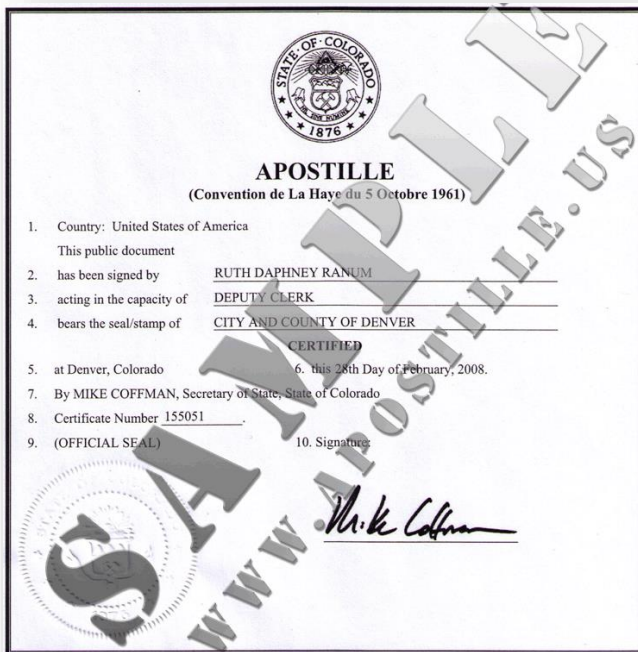 STATE·OF·COLORADO
NIL SINE NUMINE
1876
APOSTILLE
(Convention de La Haye du 5 Octobre 1961)
1. Country: United States of America
This public document
2. has been signed by RUTH DAPHNEY RANUM
3. acting in the capacity of DEPUTY CLERK
4. bears the seal/stamp of CITY AND COUNTY OF DENVER
CERTIFIED
5. at Denver, Colorado 6. this 28th Day of February, 2008.
7. By MIKE COFFMAN, Secretary of State, State of Colorado
8. Certificate Number 155051.
9. (OFFICIAL SEAL) 10. Signature:
Mike Coffman
SAMPLE
WWW.APOSTILLE.US